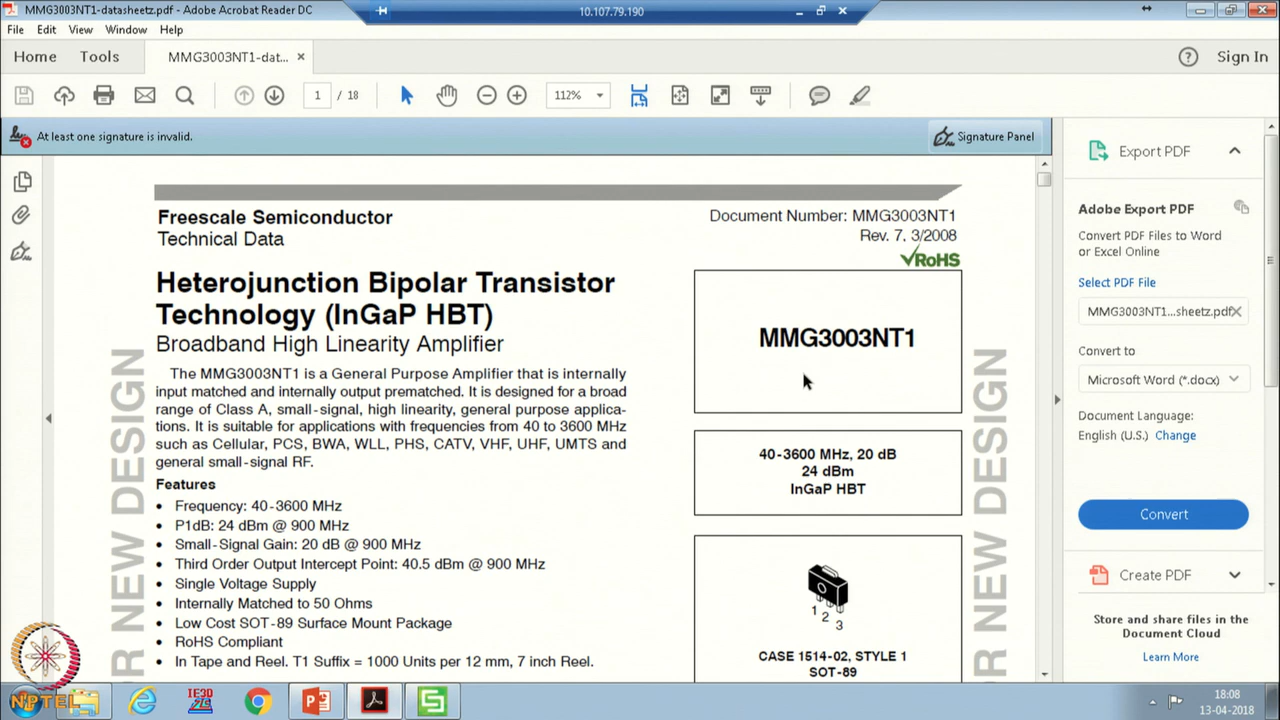 MMG3003NT1-datasheetz.pdf - Adobe Acrobat Reader DC
10.107.79.190
File Edit View Window Help
Home Tools MMG3003NT1-dat... × Sign In
1 / 18 112%
At least one signature is invalid.
Signature Panel
Freescale Semiconductor
Technical Data
Document Number: MMG3003NT1
Rev. 7, 3/2008
RoHS
Heterojunction Bipolar Transistor
Technology (InGaP HBT)
Broadband High Linearity Amplifier
The MMG3003NT1 is a General Purpose Amplifier that is internally
input matched and internally output prematched. It is designed for a broad
range of Class A, small-signal, high linearity, general purpose applica-
tions. It is suitable for applications with frequencies from 40 to 3600 MHz
such as Cellular, PCS, BWA, WLL, PHS, CATV, VHF, UHF, UMTS and
general small-signal RF.
Features
• Frequency: 40-3600 MHz
• P1dB: 24 dBm @ 900 MHz
• Small-Signal Gain: 20 dB @ 900 MHz
• Third Order Output Intercept Point: 40.5 dBm @ 900 MHz
• Single Voltage Supply
• Internally Matched to 50 Ohms
• Low Cost SOT-89 Surface Mount Package
• RoHS Compliant
• In Tape and Reel. T1 Suffix = 1000 Units per 12 mm, 7 inch Reel.
MMG3003NT1
40-3600 MHz, 20 dB
24 dBm
InGaP HBT
1
2
3
CASE 1514-02, STYLE 1
SOT-89
OR NEW DESIGN
OR NEW DESIGN
Export PDF
Adobe Export PDF
Convert PDF Files to Word
or Excel Online
Select PDF File
MMG3003NT1...sheetz.pdf
Convert to
Microsoft Word (*.docx)
Document Language:
English (U.S.) Change
Convert
Create PDF
Store and share files in the
Document Cloud
Learn More
NPTEL
IE3D
18:08
13-04-2018